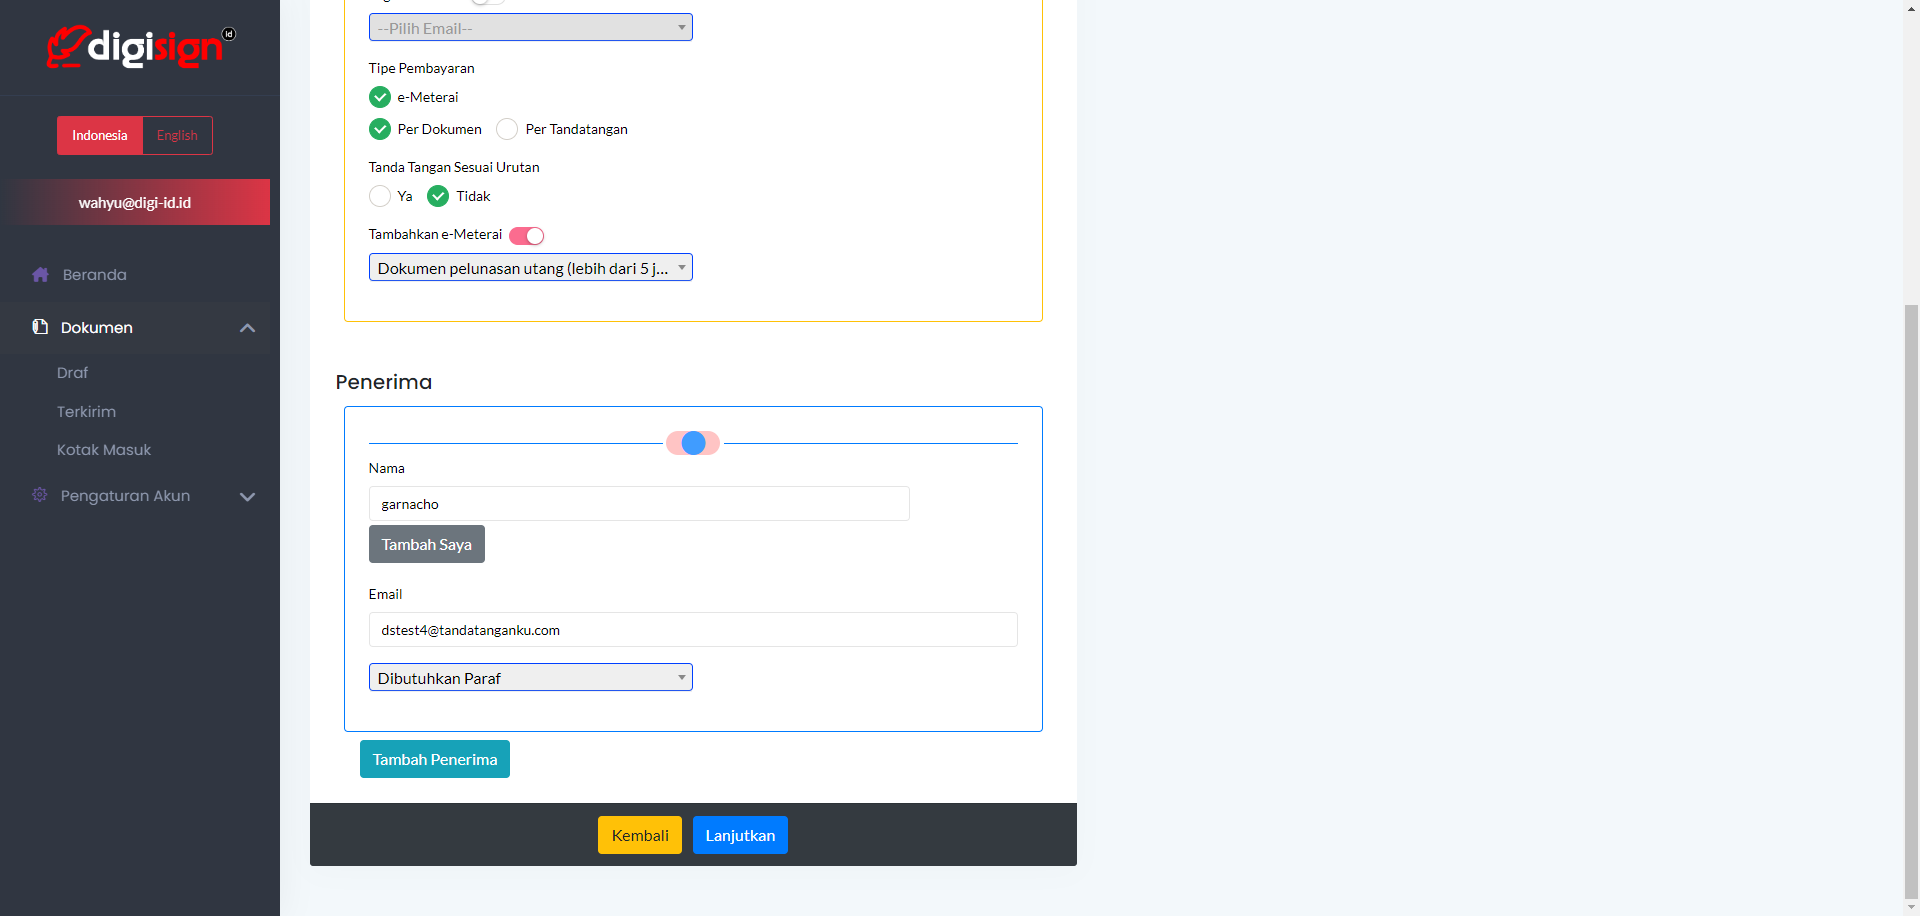 digisign
id
Indonesia
English
wahyu@digi-id.id
Beranda
Dokumen
Draf
Terkirim
Kotak Masuk
Pengaturan Akun
--Pilih Email--
Tipe Pembayaran
e-Meterai
Per Dokumen
Per Tandatangan
Tanda Tangan Sesuai Urutan
Ya
Tidak
Tambahkan e-Meterai
Dokumen pelunasan utang (lebih dari 5 j...
Penerima
Nama
garnacho
Tambah Saya
Email
dstest4@tandatanganku.com
Dibutuhkan Paraf
Tambah Penerima
Kembali
Lanjutkan